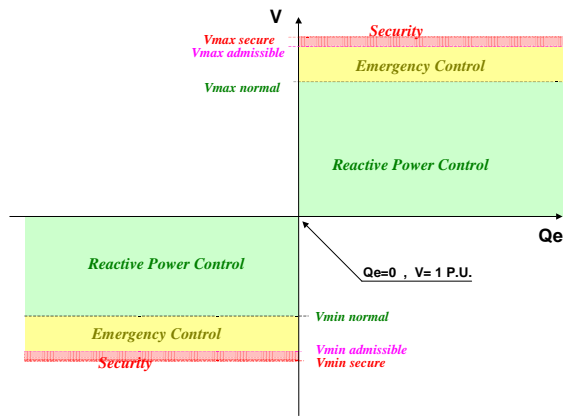 V
Vmax secure
Security
Vmax admissible
Emergency Control
Vmax normal
Reactive Power Control
Qe
Reactive Power Control
Qe=0 , V= 1 P.U.
Vmin normal
Emergency Control
Vmin admissible
Security
Vmin secure